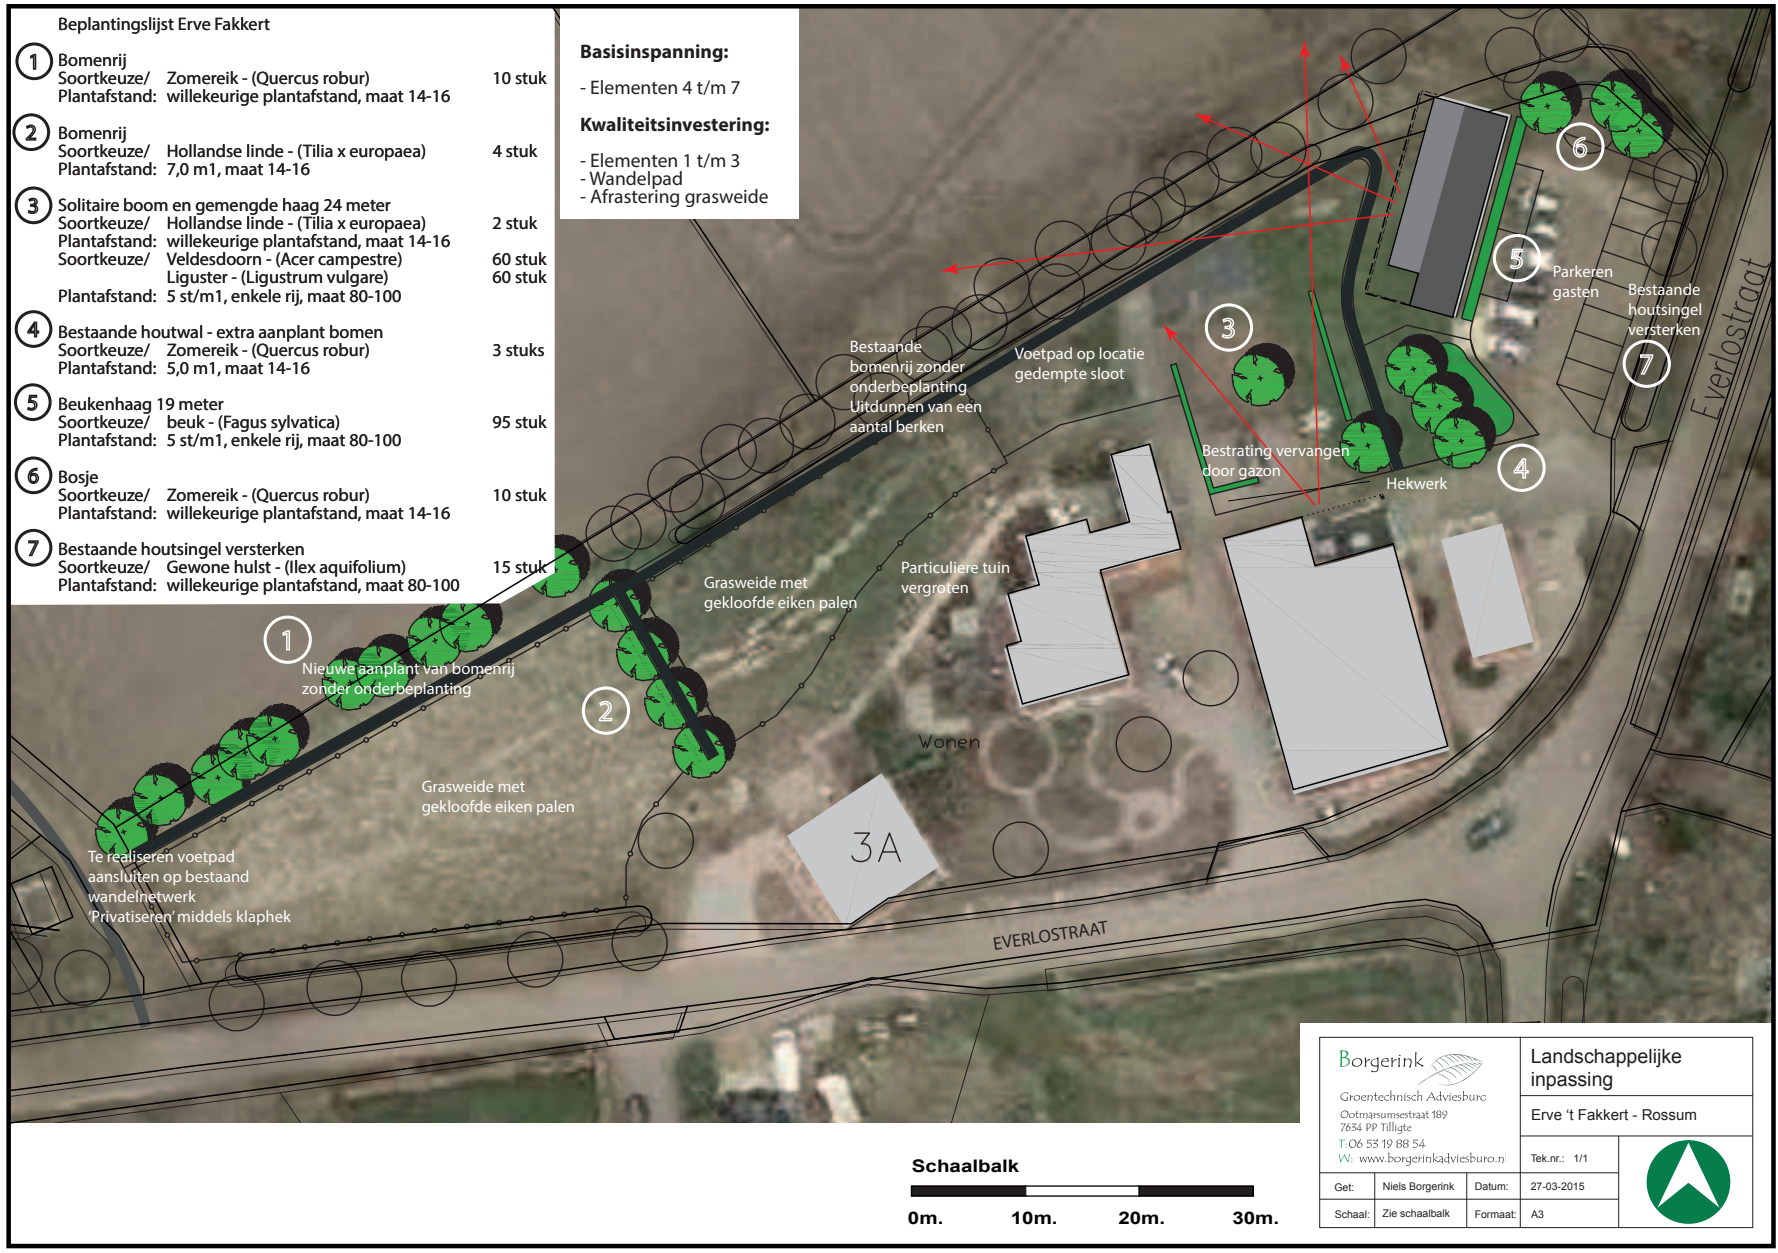 Beplantingslijst Erve Fakkert
1 Bomenrij
Soortkeuze/ Zomereik - (Quercus robur) 10 stuk
Plantafstand: willekeurige plantafstand, maat 14-16
2 Bomenrij
Soortkeuze/ Hollandse linde - (Tilia x europaea) 4 stuk
Plantafstand: 7,0 m1, maat 14-16
3 Solitaire boom en gemengde haag 24 meter
Soortkeuze/ Hollandse linde - (Tilia x europaea) 2 stuk
Plantafstand: willekeurige plantafstand, maat 14-16
Soortkeuze/ Veldesdoorn - (Acer campestre) 60 stuk
Liguster - (Ligustrum vulgare) 60 stuk
Plantafstand: 5 st/m1, enkele rij, maat 80-100
4 Bestaande houtwal - extra aanplant bomen
Soortkeuze/ Zomereik - (Quercus robur) 3 stuks
Plantafstand: 5,0 m1, maat 14-16
5 Beukenhaag 19 meter
Soortkeuze/ beuk - (Fagus sylvatica) 95 stuk
Plantafstand: 5 st/m1, enkele rij, maat 80-100
6 Bosje
Soortkeuze/ Zomereik - (Quercus robur) 10 stuk
Plantafstand: willekeurige plantafstand, maat 14-16
7 Bestaande houtsingel versterken
Soortkeuze/ Gewone hulst - (Ilex aquifolium) 15 stuk
Plantafstand: willekeurige plantafstand, maat 80-100
Basisinspanning:
- Elementen 4 t/m 7
Kwaliteitsinvestering:
- Elementen 1 t/m 3
- Wandelpad
- Afrastering grasweide
6
5
Parkeren
gasten
Bestaande
houtsingel
versterken
7
Everlostraat
3
Bestaande
bomenrij zonder
onderbeplanting
Uitdunnen van een
aantal berken
Voetpad op locatie
gedempte sloot
Bestrating vervangen
door gazon
Hekwerk
4
Grasweide met
gekloofde eiken palen
Particuliere tuin
vergroten
1
Nieuwe aanplant van bomenrij
zonder onderbeplanting
2
Wonen
Grasweide met
gekloofde eiken palen
3A
Te realiseren voetpad
aansluiten op bestaand
wandelnetwerk
'Privatiseren' middels klaphek
EVERLOSTRAAT
Schaalbalk
0m. 10m. 20m. 30m.
Borgerink
Groentechnisch Adviesburo
Ootmarsumsestraat 189
7634 PP Tilligte
T: 06 53 19 88 54
W: www.borgerinkadviesburo.nl
Landschappelijke
inpassing
Erve 't Fakkert - Rossum
Tek.nr.: 1/1
Get: Niels Borgerink Datum: 27-03-2015
Schaal: Zie schaalbalk Formaat: A3